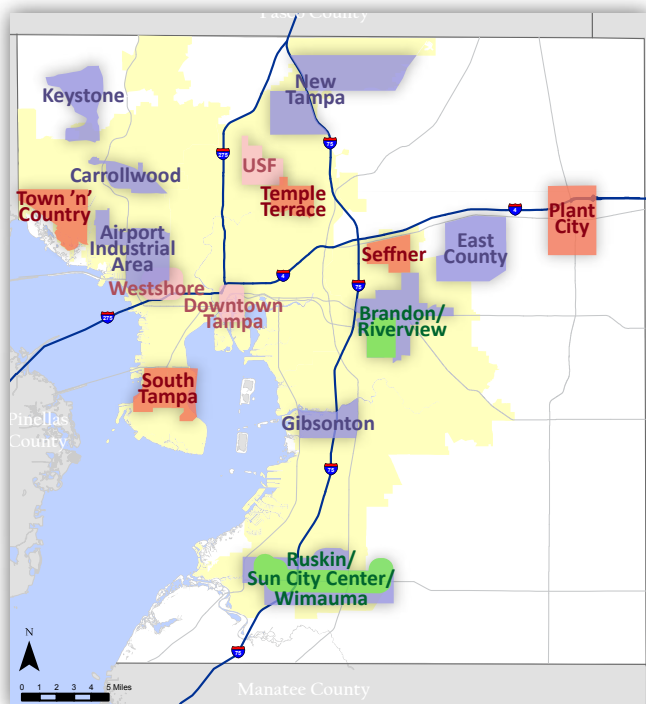 Pasco County
New
Tampa
Keystone
275
75
USF
Carrollwood
Temple
Terrace
Town 'n'
Country
4
Plant
City
Airport
Industrial
Area
East
County
Seffner
4
75
Westshore
Downtown
Tampa
275
Brandon/
Riverview
South
Tampa
Pinellas
County
Gibsonton
75
Ruskin/
Sun City Center/
Wimauma
N
75
0 1 2 3 4 5 Miles
Manatee County